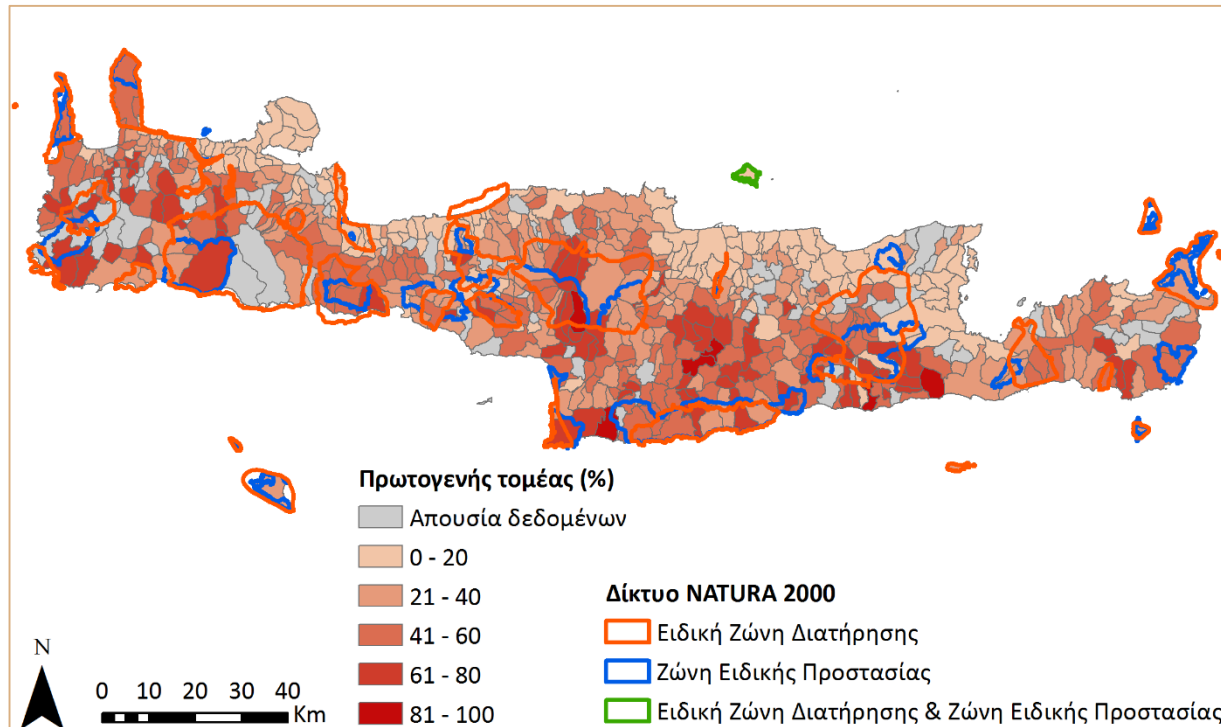 Πρωτογενής τομέας (%)
Απουσία δεδομένων
0 - 20
21 - 40
41 - 60
61 - 80
81 - 100
Δίκτυο NATURA 2000
Ειδική Ζώνη Διατήρησης
Ζώνη Ειδικής Προστασίας
Ειδική Ζώνη Διατήρησης & Ζώνη Ειδικής Προστασίας
N
0 10 20 30 40
Km